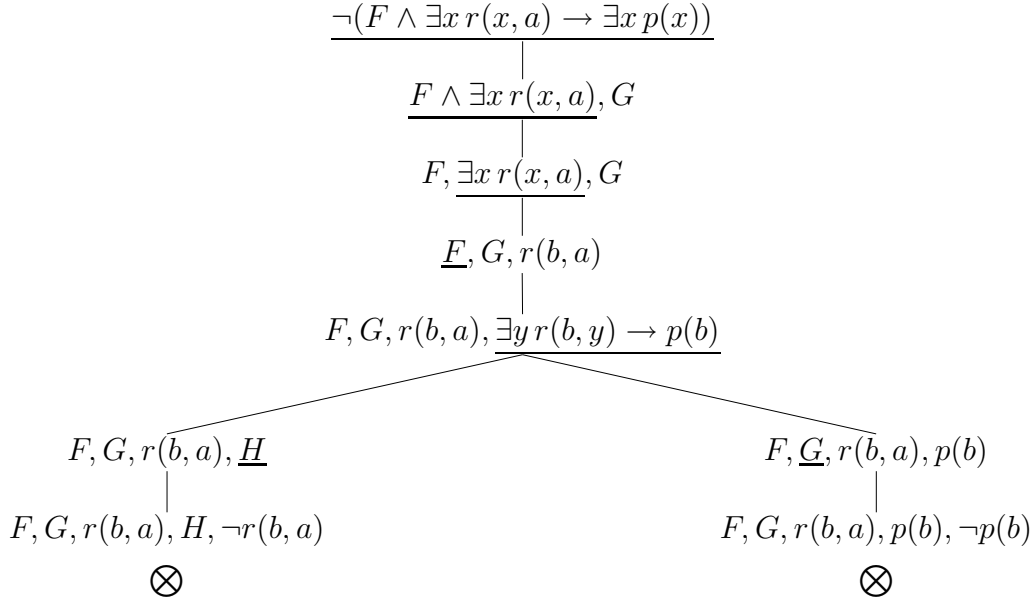 ¬(F ∧ ∃x r(x, a) → ∃x p(x))
F ∧ ∃x r(x, a), G
F, ∃x r(x, a), G
F, G, r(b, a)
F, G, r(b, a), ∃y r(b, y) → p(b)
F, G, r(b, a), H
F, G, r(b, a), p(b)
F, G, r(b, a), H, ¬r(b, a)
F, G, r(b, a), p(b), ¬p(b)
⊗
⊗